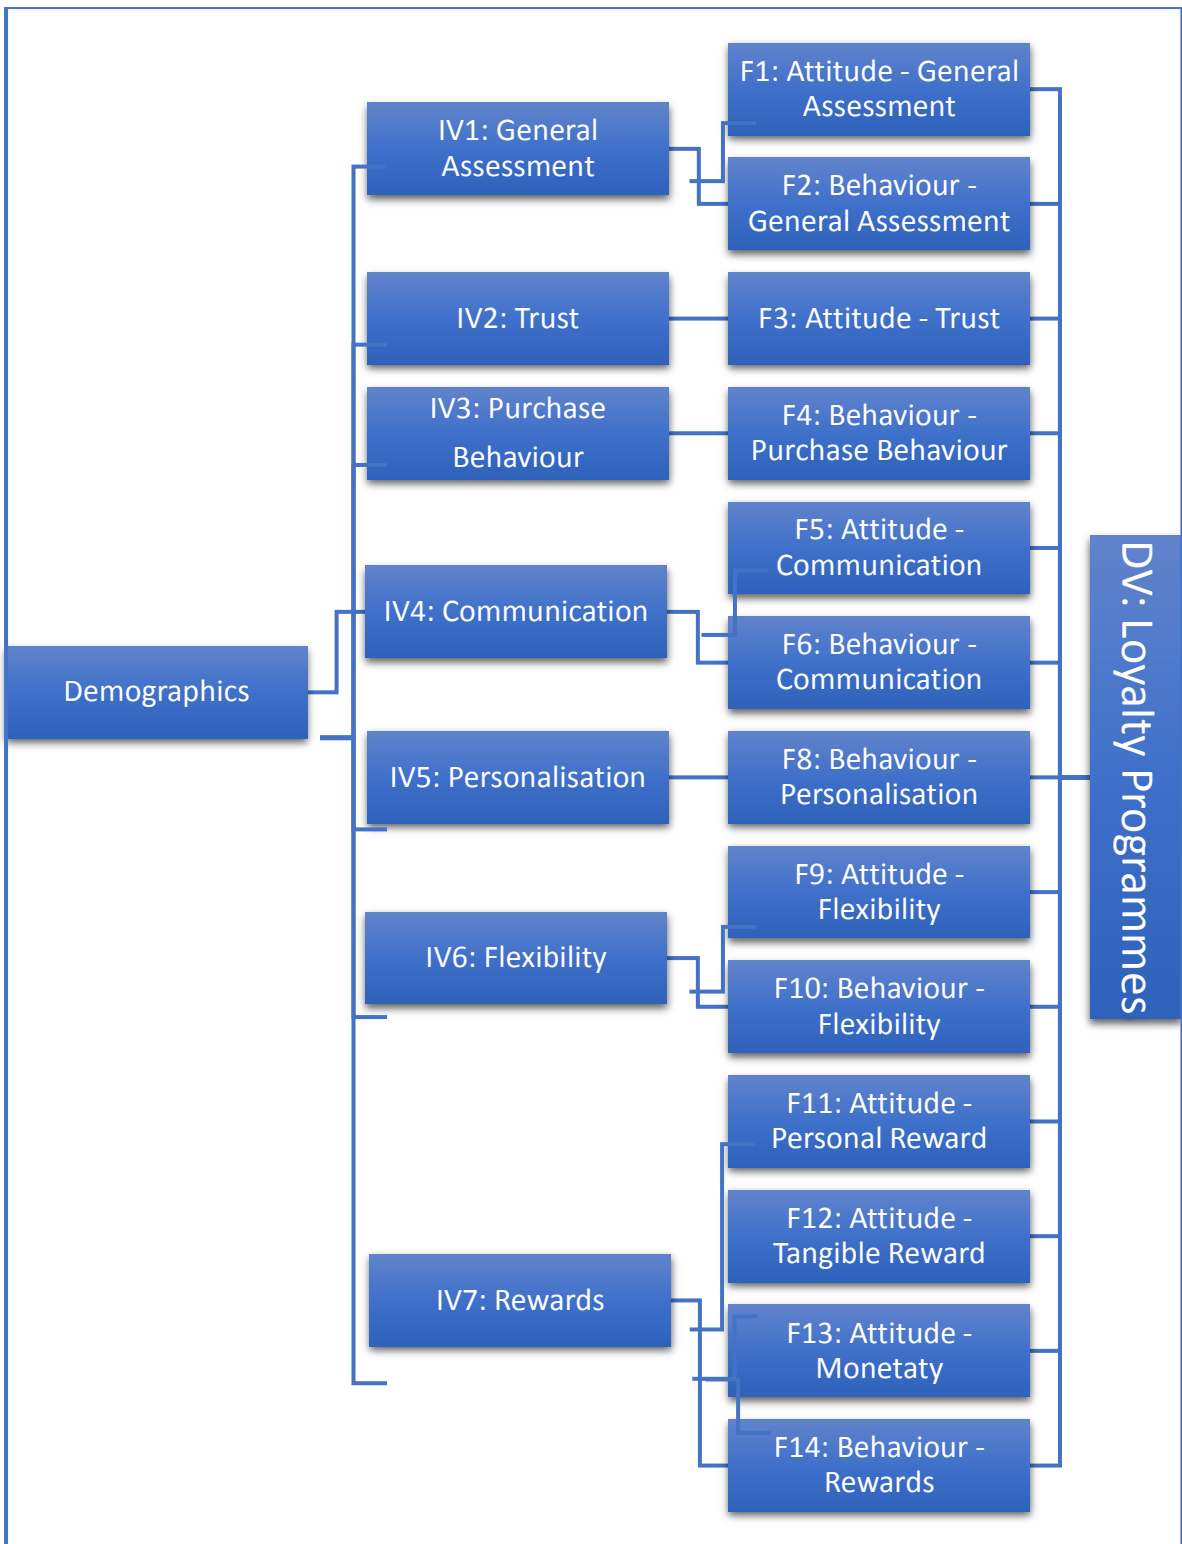 Demographics
IV1: General
Assessment
IV2: Trust
IV3: Purchase
Behaviour
IV4: Communication
IV5: Personalisation
IV6: Flexibility
IV7: Rewards
F1: Attitude - General
Assessment
F2: Behaviour -
General Assessment
F3: Attitude - Trust
F4: Behaviour -
Purchase Behaviour
F5: Attitude -
Communication
F6: Behaviour -
Communication
F8: Behaviour -
Personalisation
F9: Attitude -
Flexibility
F10: Behaviour -
Flexibility
F11: Attitude -
Personal Reward
F12: Attitude -
Tangible Reward
F13: Attitude -
Monetaty
F14: Behaviour -
Rewards
DV: Loyalty Programmes